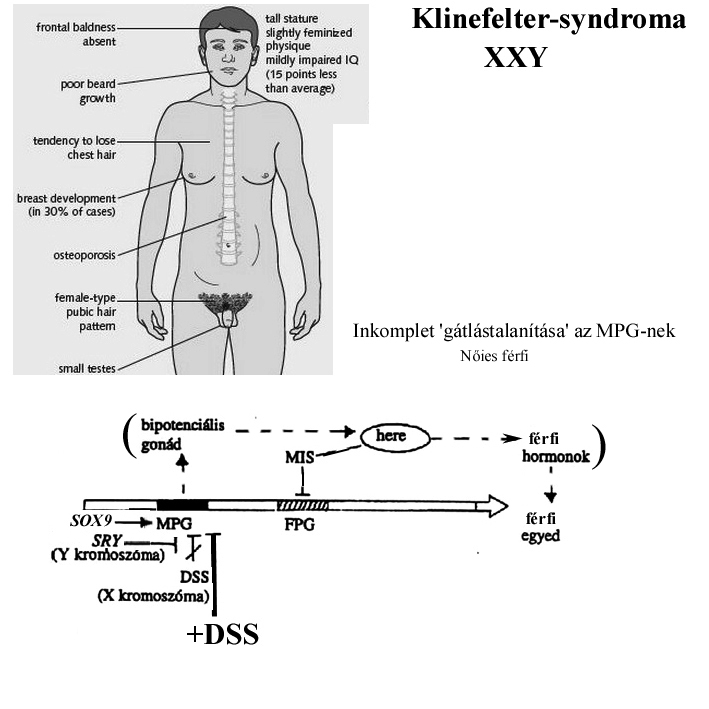 Klinefelter-syndroma
XXY
frontal baldness
absent
poor beard
growth
tendency to lose
chest hair
breast development
(in 30% of cases)
osteoporosis
female-type
pubic hair
pattern
small testes
tall stature
slightly feminized
physique
mildly impaired IQ
(15 points less
than average)
Inkomplet 'gátlástalanítása' az MPG-nek
Nőies férfi
(bipotenciális
gonád
here
férfi
hormonok)
MIS
SOX9
MPG
FPG
férfi
egyed
SRY
(Y kromoszóma)
DSS
(X kromoszóma)
+DSS